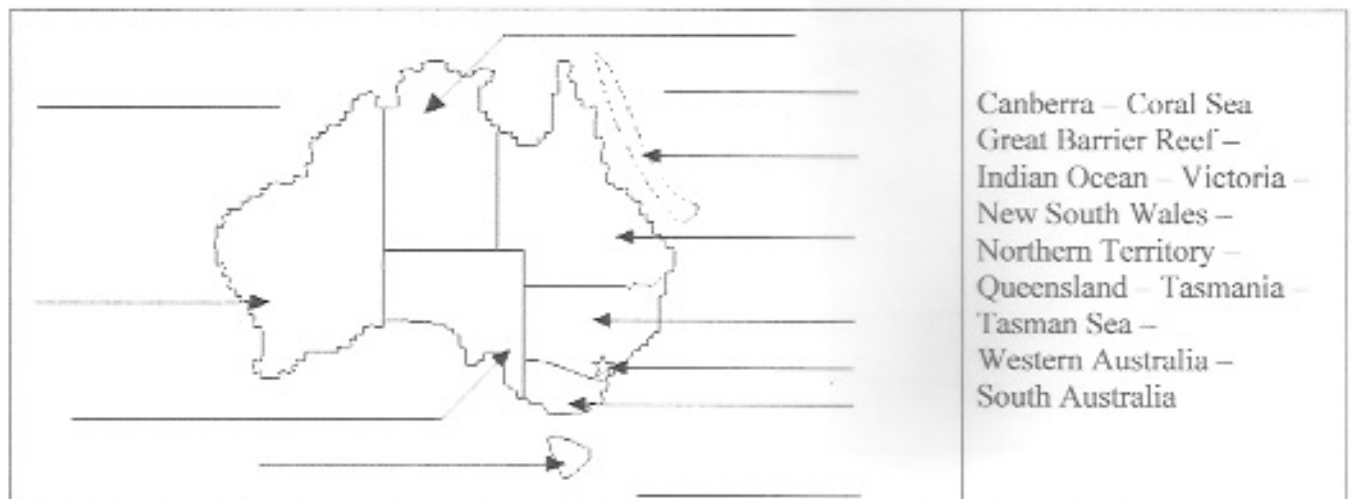 Canberra – Coral Sea
Great Barrier Reef –
Indian Ocean – Victoria –
New South Wales –
Northern Territory –
Queensland – Tasmania –
Tasman Sea –
Western Australia –
South Australia